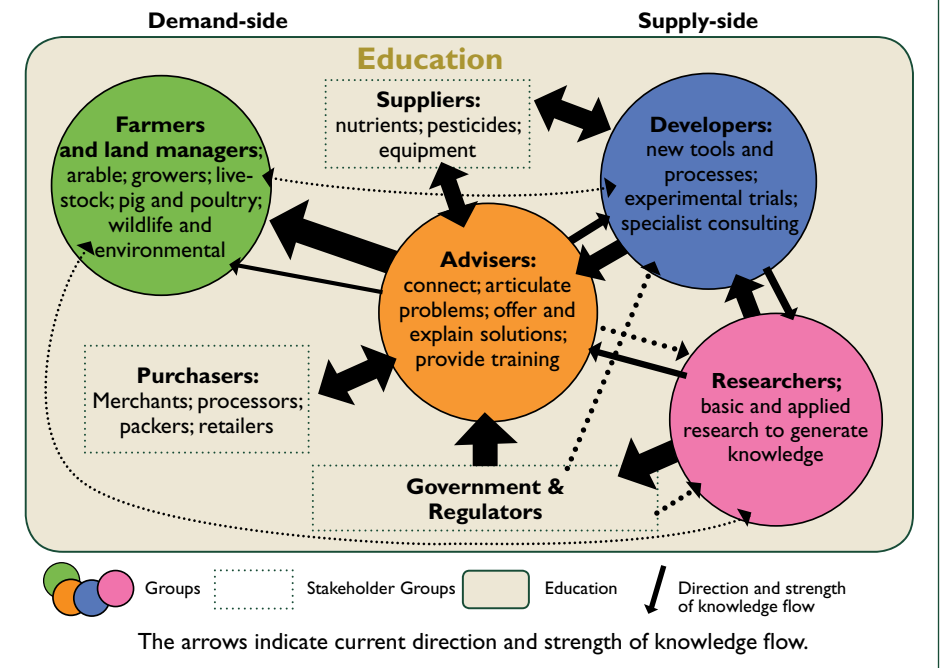 Demand-side
Supply-side
Education
Suppliers:
nutrients; pesticides;
equipment
Farmers
and land managers;
arable; growers; live-
stock; pig and poultry;
wildlife and
environmental
Developers:
new tools and
processes;
experimental trials;
specialist consulting
Advisers:
connect; articulate
problems; offer and
explain solutions;
provide training
Purchasers:
Merchants; processors;
packers; retailers
Researchers;
basic and applied
research to generate
knowledge
Government &
Regulators
Groups
Stakeholder Groups
Education
Direction and strength
of knowledge flow
The arrows indicate current direction and strength of knowledge flow.